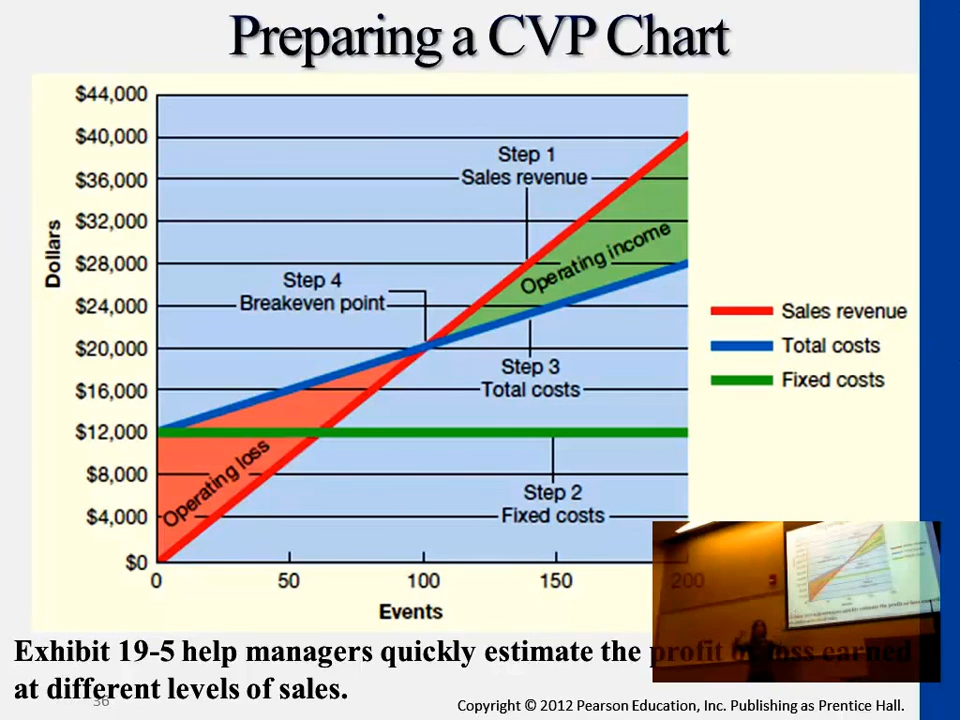 Preparing a CVP Chart
$44,000
$40,000
$36,000
$32,000
$28,000
$24,000
$20,000
$16,000
$12,000
$8,000
$4,000
$0
Dollars
Step 1
Sales revenue
Operating income
Step 4
Breakeven point
Step 3
Total costs
Operating loss
Step 2
Fixed costs
Sales revenue
Total costs
Fixed costs
0 50 100 150 200
Events
Exhibit 19-5 help managers quickly estimate the profit or loss earned
at different levels of sales.
36
Copyright © 2012 Pearson Education, Inc. Publishing as Prentice Hall.